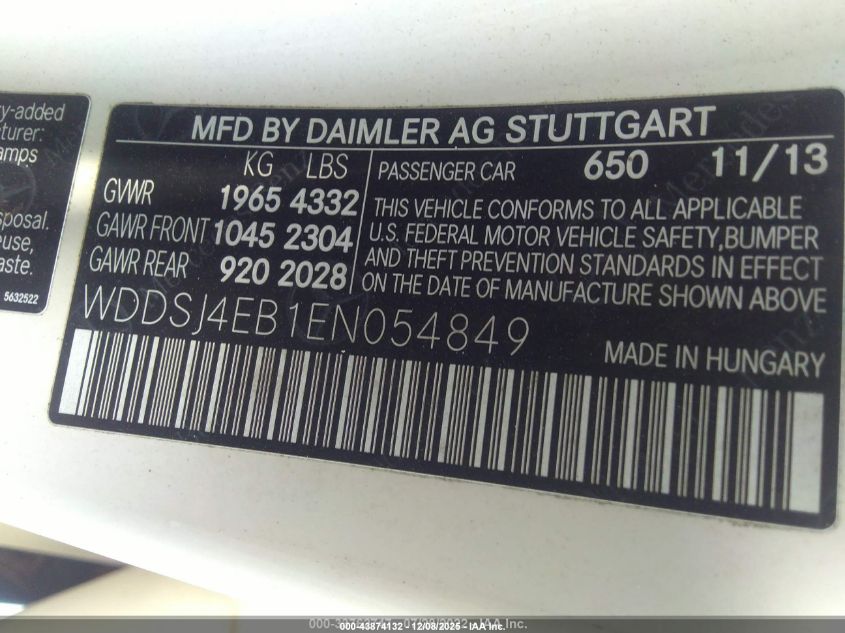 y-added
turer:
amps
sposal.
euse,
aste.
5632522
MFD BY DAIMLER AG STUTTGART
KG LBS
GVWR 1965 4332
GAWR FRONT 1045 2304
GAWR REAR 920 2028
PASSENGER CAR 650 11/13
THIS VEHICLE CONFORMS TO ALL APPLICABLE
U.S. FEDERAL MOTOR VEHICLE SAFETY,BUMPER
AND THEFT PREVENTION STANDARDS IN EFFECT
ON THE DATE OF MANUFACTURE SHOWN ABOVE
WDDSJ4EB1EN054849
MADE IN HUNGARY
000-43874132 12/08/2025 IAAI.com